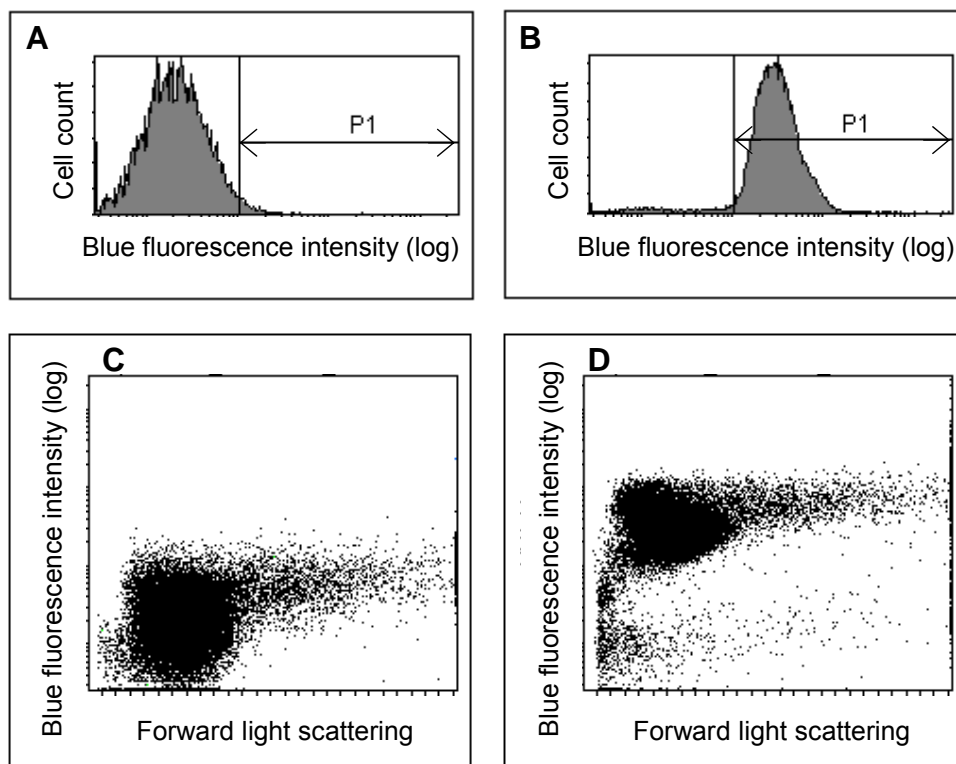 A
Cell count
P1
Blue fluorescence intensity (log)
B
Cell count
P1
Blue fluorescence intensity (log)
C
Blue fluorescence intensity (log)
Forward light scattering
D
Blue fluorescence intensity (log)
Forward light scattering